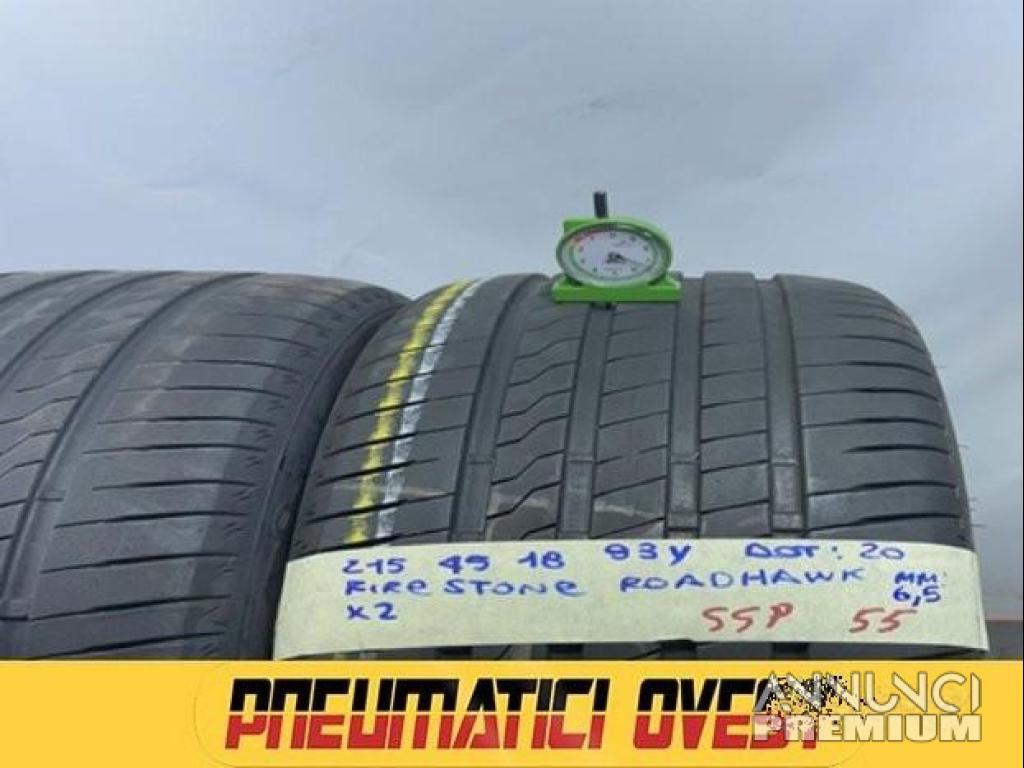 215 45 18 93Y DOT: 20
FIRESTONE ROADHAWK MM:
6,5
X2 SSP 55
PNEUMATICI OVEST
ANNUNCI
PREMIUM